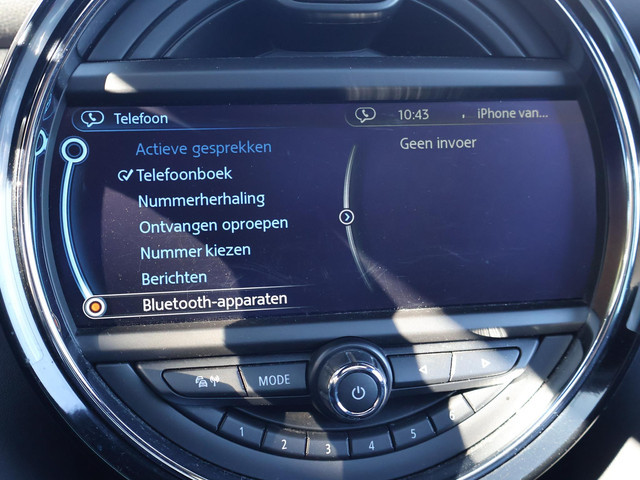 Telefoon
10:43
iPhone van...
Actieve gesprekken
Geen invoer
Telefoonboek
Nummerherhaling
Ontvangen oproepen
Nummer kiezen
Berichten
Bluetooth-apparaten
MODE
1 2 3 4 5 6